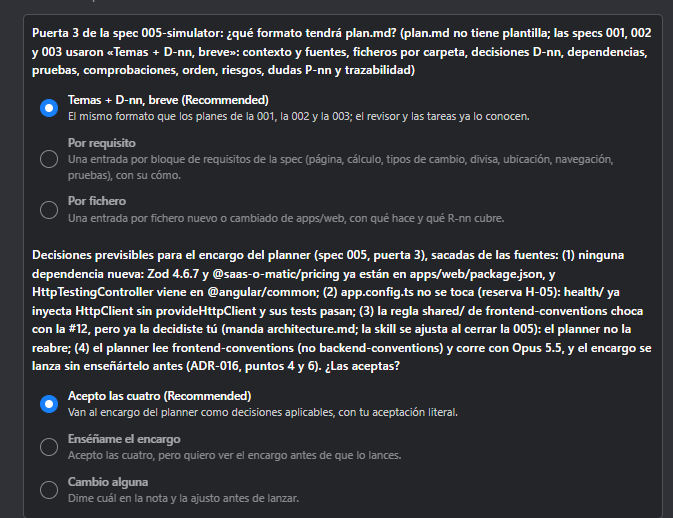 Puerta 3 de la spec 005-simulator: ¿qué formato tendrá plan.md? (plan.md no tiene plantilla; las specs 001, 002
y 003 usaron «Temas + D-nn, breve»: contexto y fuentes, ficheros por carpeta, decisiones D-nn, dependencias,
pruebas, comprobaciones, orden, riesgos, dudas P-nn y trazabilidad)
Temas + D-nn, breve (Recommended)
El mismo formato que los planes de la 001, la 002 y la 003; el revisor y las tareas ya lo conocen.
Por requisito
Una entrada por bloque de requisitos de la spec (página, cálculo, tipos de cambio, divisa, ubicación, navegación,
pruebas), con su cómo.
Por fichero
Una entrada por fichero nuevo o cambiado de apps/web, con qué hace y qué R-nn cubre.
Decisiones previsibles para el encargo del planner (spec 005, puerta 3), sacadas de las fuentes: (1) ninguna
dependencia nueva: Zod 4.6.7 y @saas-o-matic/pricing ya están en apps/web/package.json, y
HttpTestingController viene en @angular/common; (2) app.config.ts no se toca (reserva H-05): health/ ya
inyecta HttpClient sin provideHttpClient y sus tests pasan; (3) la regla shared/ de frontend-conventions choca
con la #12, pero ya la decidiste tú (manda architecture.md; la skill se ajusta al cerrar la 005): el planner no la
reabre; (4) el planner lee frontend-conventions (no backend-conventions) y corre con Opus 5.5, y el encargo se
lanza sin enseñártelo antes (ADR-016, puntos 4 y 6). ¿Las aceptas?
Acepto las cuatro (Recommended)
Van al encargo del planner como decisiones aplicables, con tu aceptación literal.
Enséñame el encargo
Acepto las cuatro, pero quiero ver el encargo antes de que lo lances.
Cambio alguna
Dime cuál en la nota y la ajusto antes de lanzar.